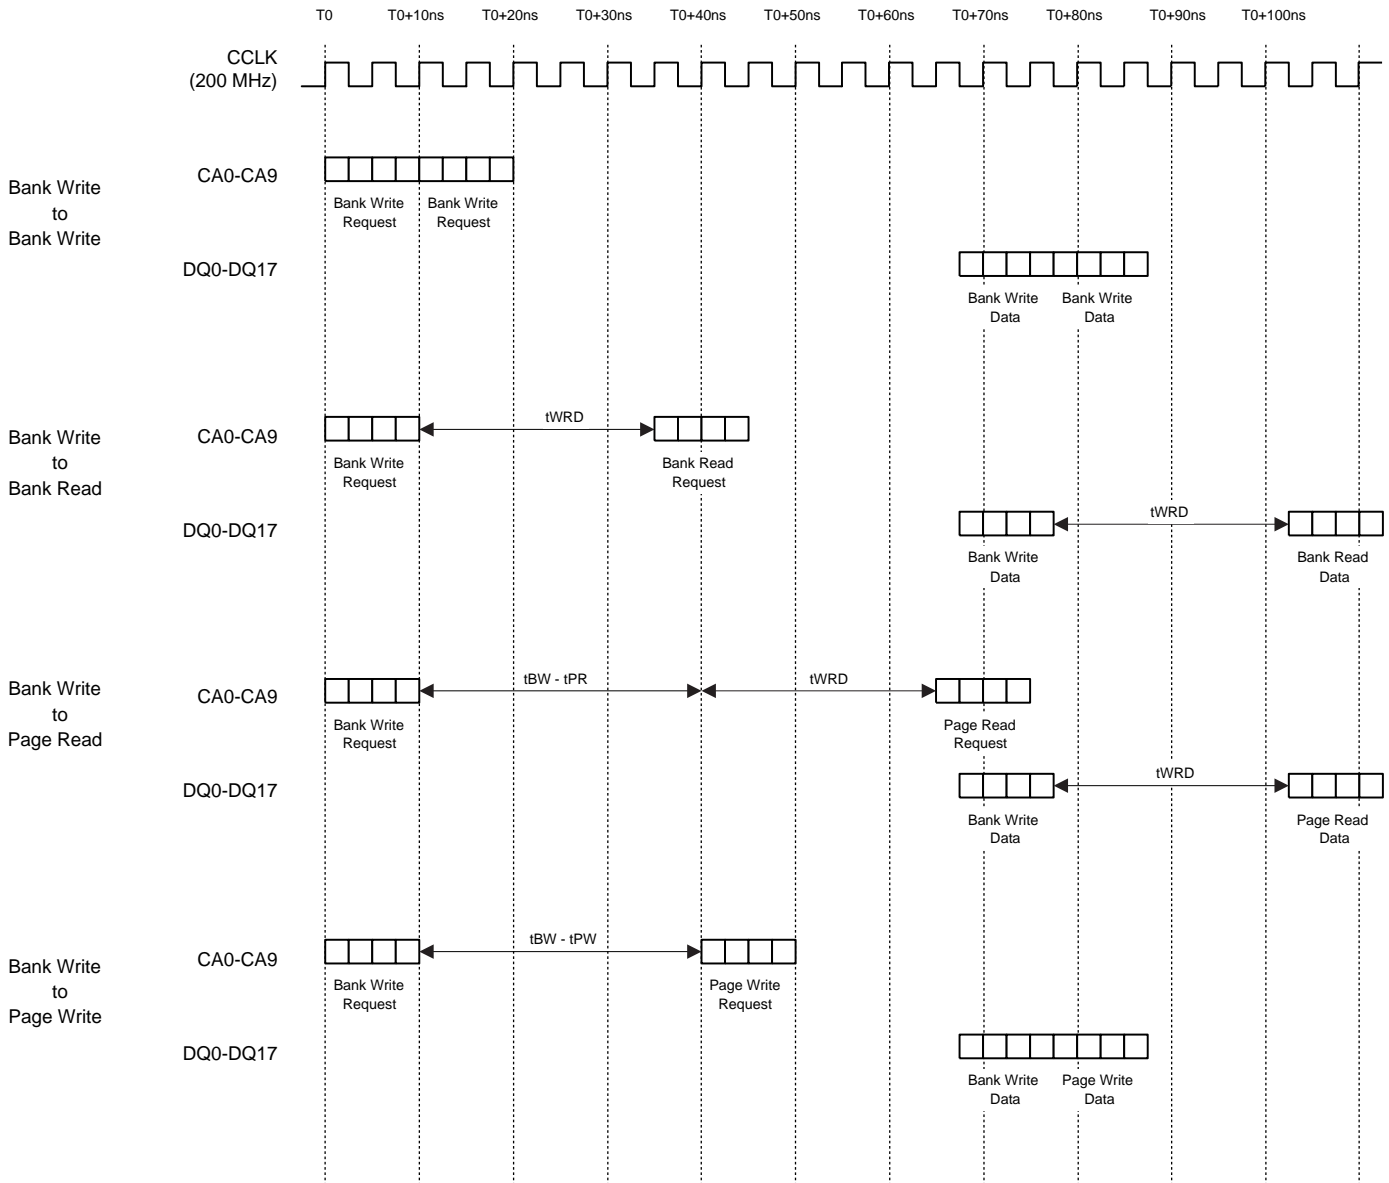 T0 T0+10ns T0+20ns T0+30ns T0+40ns T0+50ns T0+60ns T0+70ns T0+80ns T0+90ns T0+100ns
CCLK
(200 MHz)
Bank Write
to
Bank Write
CA0-CA9
Bank Write Bank Write
Request Request
DQ0-DQ17
Bank Write Bank Write
Data Data
Bank Write
to
Bank Read
CA0-CA9
tWRD
Bank Write Bank Read
Request Request
DQ0-DQ17
tWRD
Bank Write Bank Read
Data Data
Bank Write
to
Page Read
CA0-CA9
tBW - tPR tWRD
Bank Write Page Read
Request Request
DQ0-DQ17
tWRD
Bank Write Page Read
Data Data
Bank Write
to
Page Write
CA0-CA9
tBW - tPW
Bank Write Page Write
Request Request
DQ0-DQ17
Bank Write Page Write
Data Data